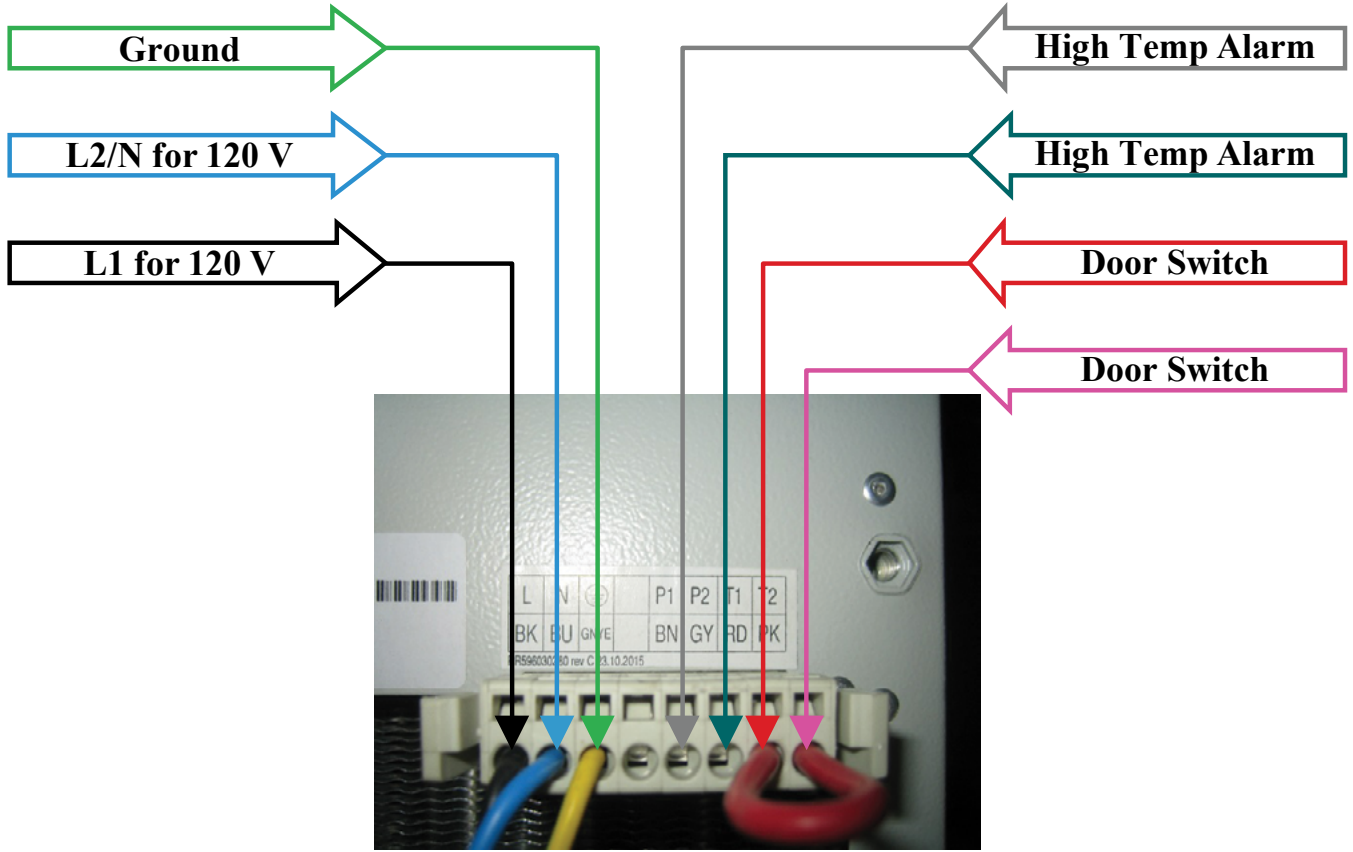 Ground
High Temp Alarm
L2/N for 120 V
High Temp Alarm
L1 for 120 V
Door Switch
Door Switch
L N P1 P2 T1 T2
BK BU GNYE BN GY RD PK
rev C 23.10.2015